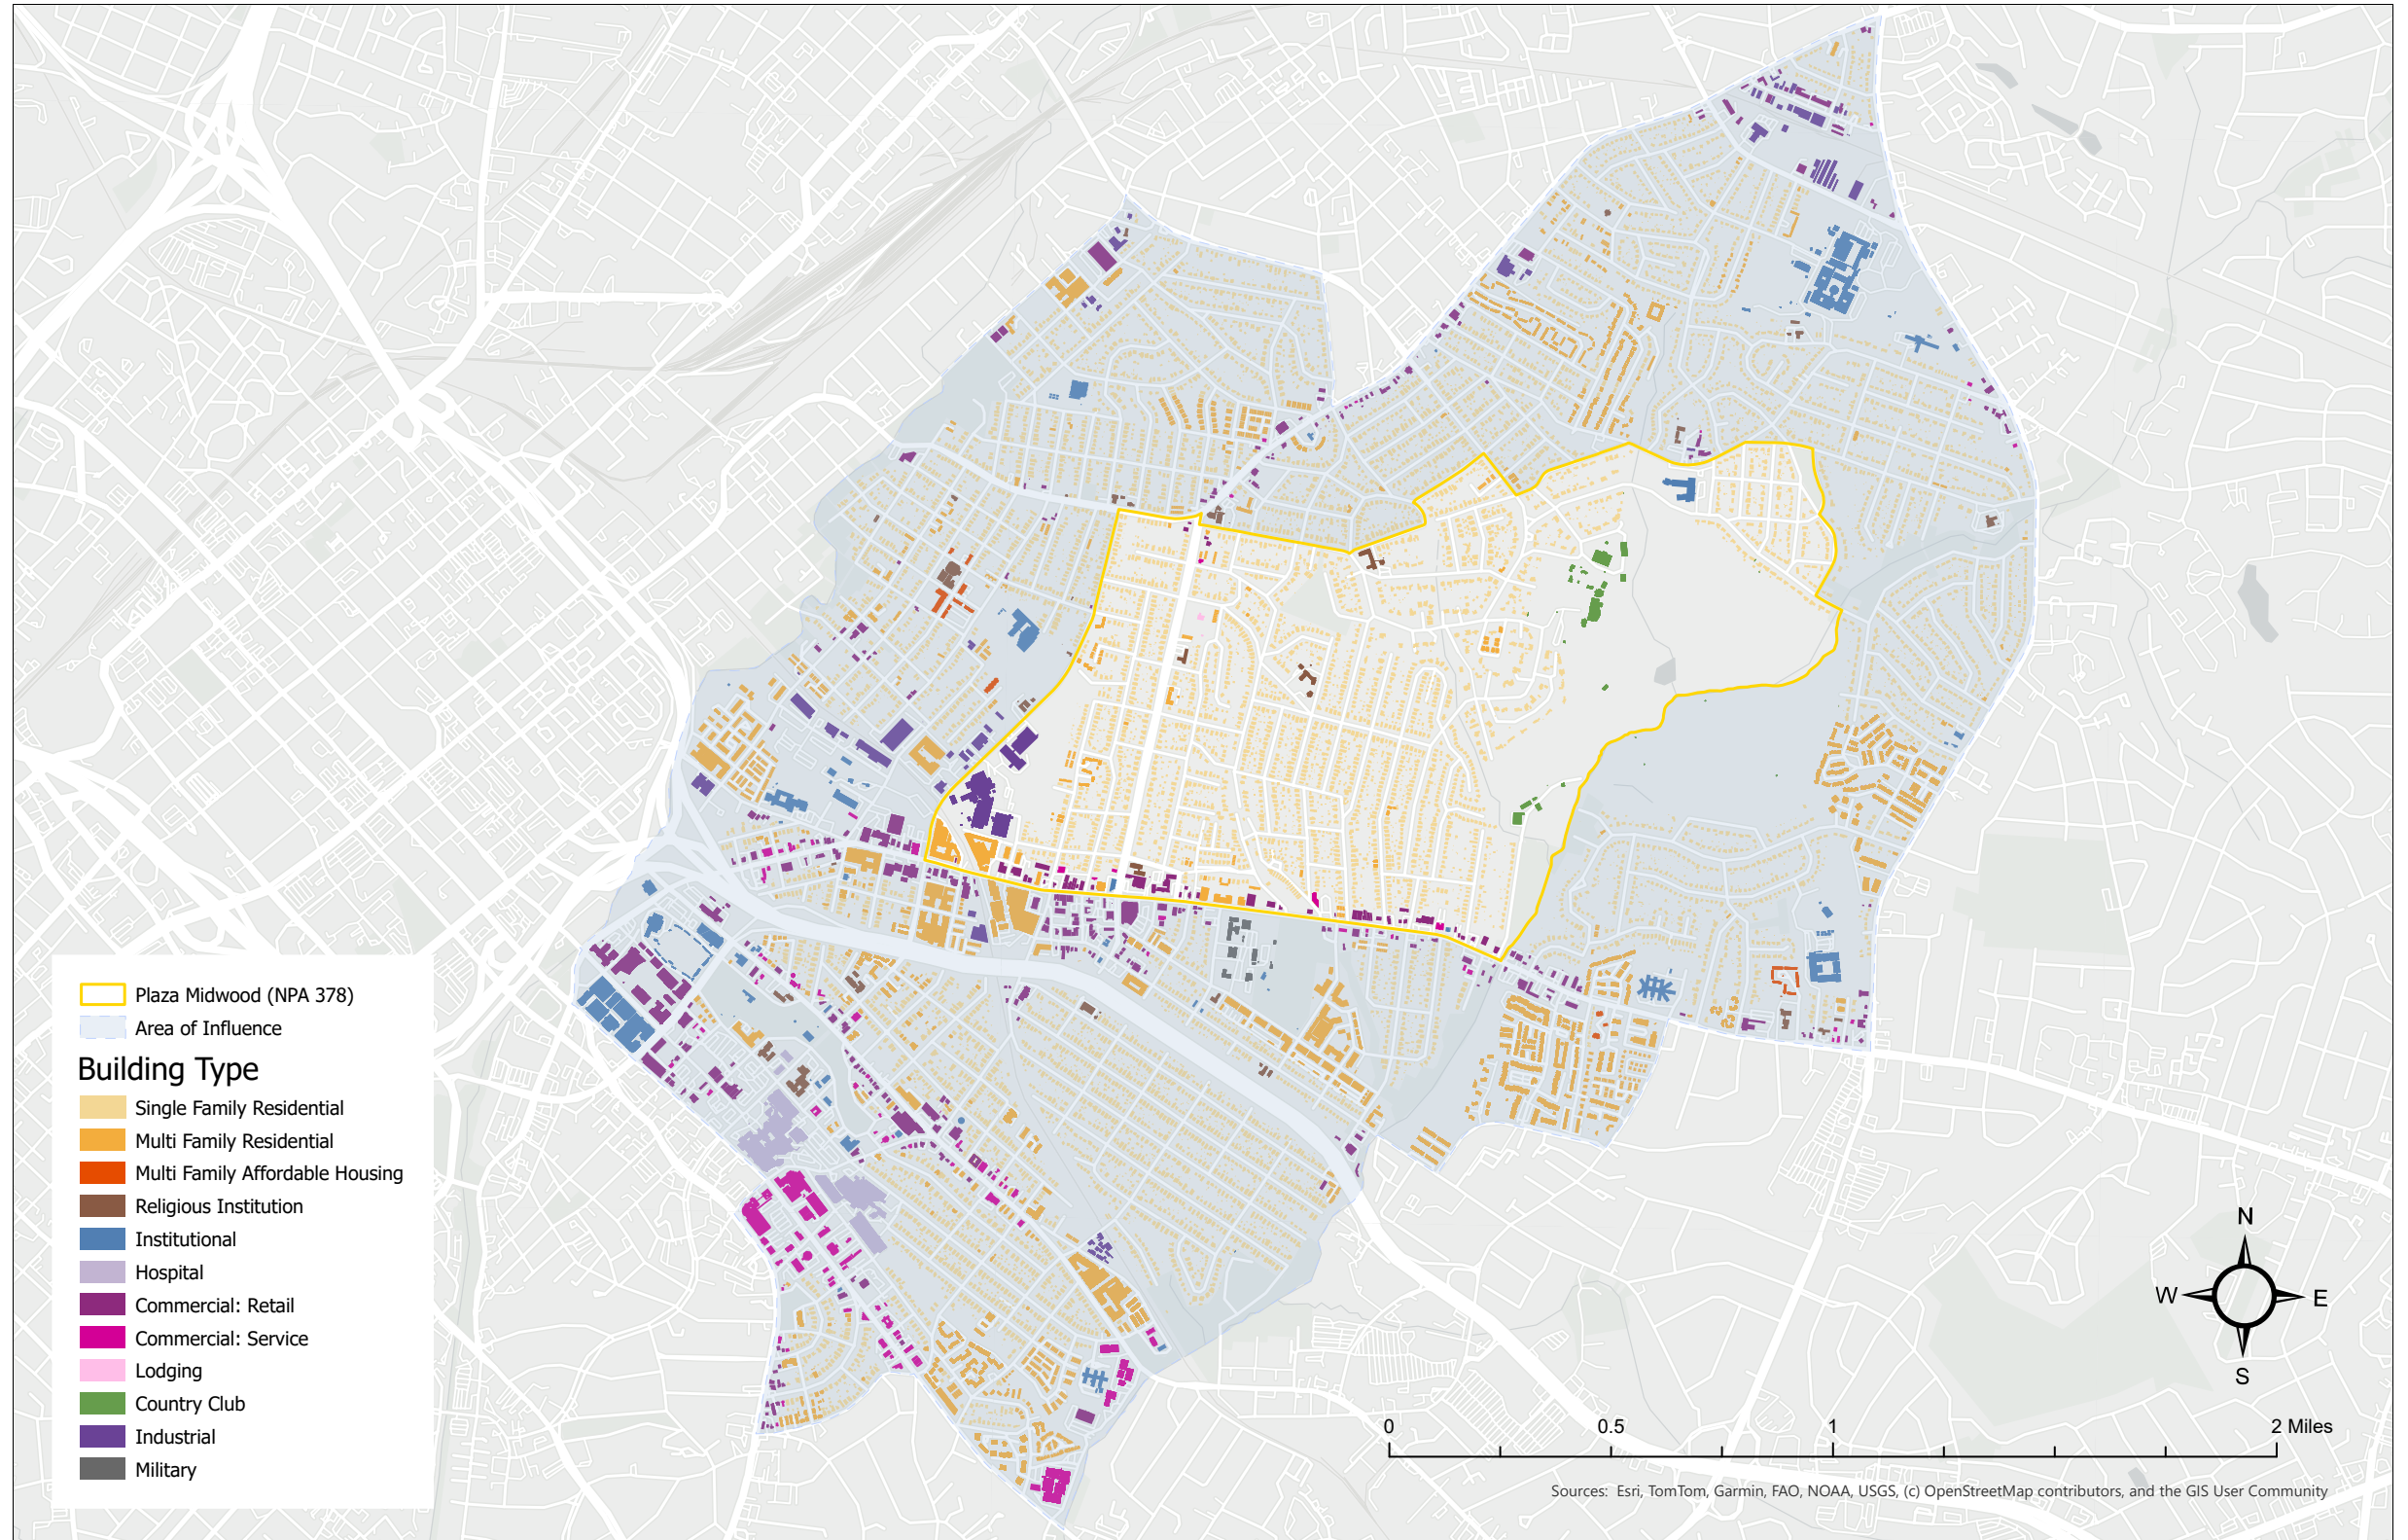 Plaza Midwood (NPA 378)
Area of Influence
Building Type
Single Family Residential
Multi Family Residential
Multi Family Affordable Housing
Religious Institution
Institutional
Hospital
Commercial: Retail
Commercial: Service
Lodging
Country Club
Industrial
Military
N
W E
S
0 0.5 1 2 Miles
Sources: Esri, TomTom, Garmin, FAO, NOAA, USGS, (c) OpenStreetMap contributors, and the GIS User Community